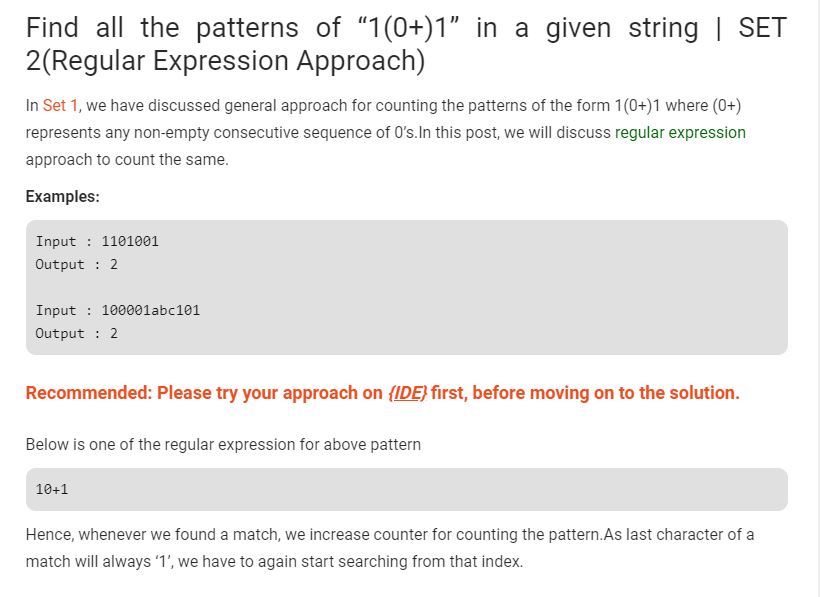 Find all the patterns of “1(0+)1” in a given string | SET
2(Regular Expression Approach)
In Set 1, we have discussed general approach for counting the patterns of the form 1(0+)1 where (0+)
represents any non-empty consecutive sequence of 0’s.In this post, we will discuss regular expression
approach to count the same.
Examples:
Input : 1101001
Output : 2
Input : 100001abc101
Output : 2
Recommended: Please try your approach on {IDE} first, before moving on to the solution.
Below is one of the regular expression for above pattern
10+1
Hence, whenever we found a match, we increase counter for counting the pattern.As last character of a
match will always ‘1’, we have to again start searching from that index.